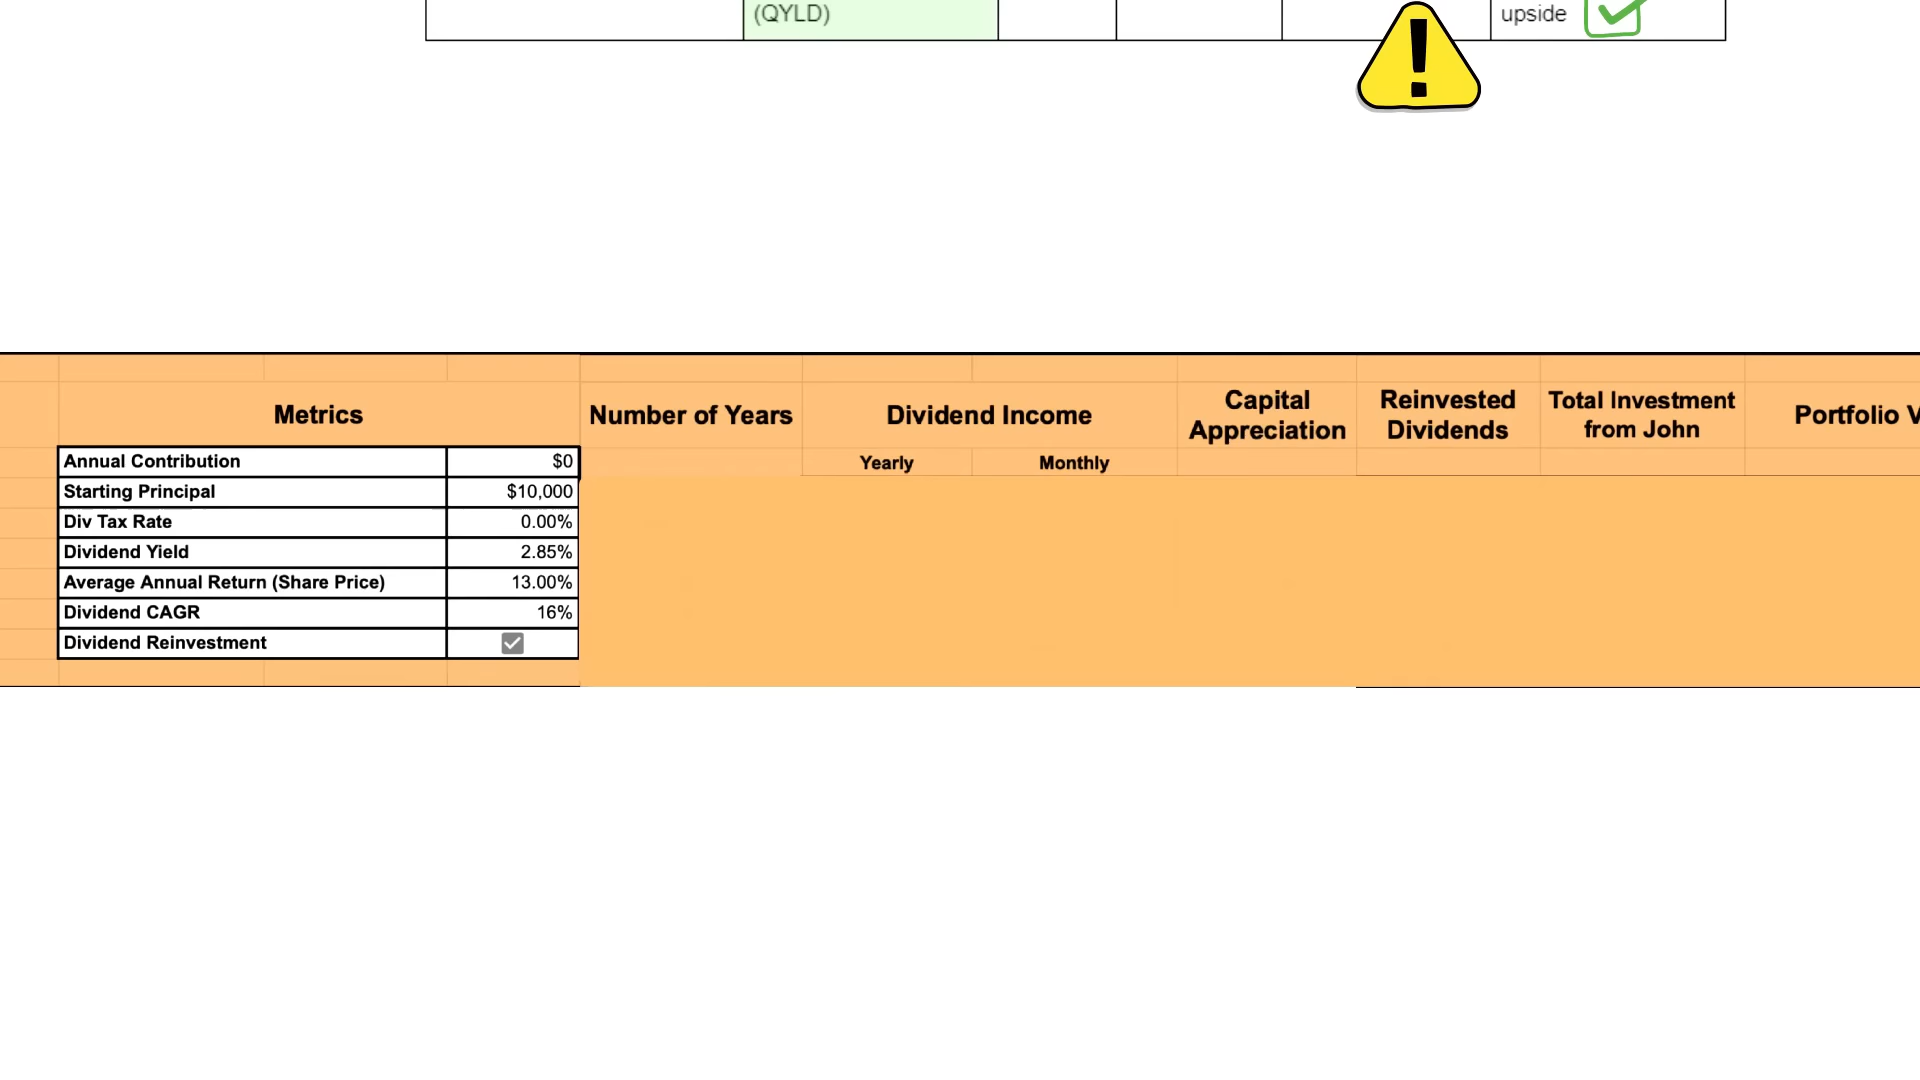 (QYLD)
upside
Metrics
Number of Years
Dividend Income
Capital
Appreciation
Reinvested
Dividends
Total Investment
from John
Portfolio V
Yearly
Monthly
Annual Contribution $0
Starting Principal $10,000
Div Tax Rate 0.00%
Dividend Yield 2.85%
Average Annual Return (Share Price) 13.00%
Dividend CAGR 16%
Dividend Reinvestment